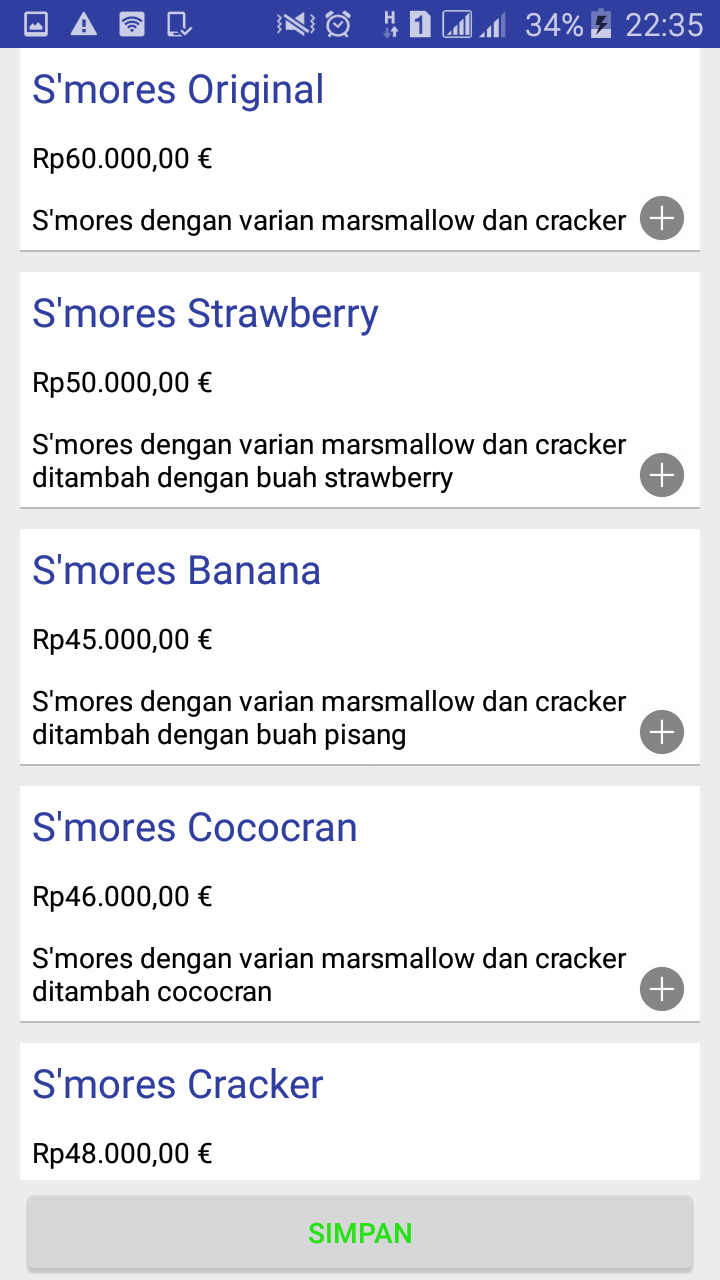 H 1 34% 22:35
S'mores Original
Rp60.000,00 €
S'mores dengan varian marsmallow dan cracker
S'mores Strawberry
Rp50.000,00 €
S'mores dengan varian marsmallow dan cracker
ditambah dengan buah strawberry
S'mores Banana
Rp45.000,00 €
S'mores dengan varian marsmallow dan cracker
ditambah dengan buah pisang
S'mores Cococran
Rp46.000,00 €
S'mores dengan varian marsmallow dan cracker
ditambah cococran
S'mores Cracker
Rp48.000,00 €
SIMPAN